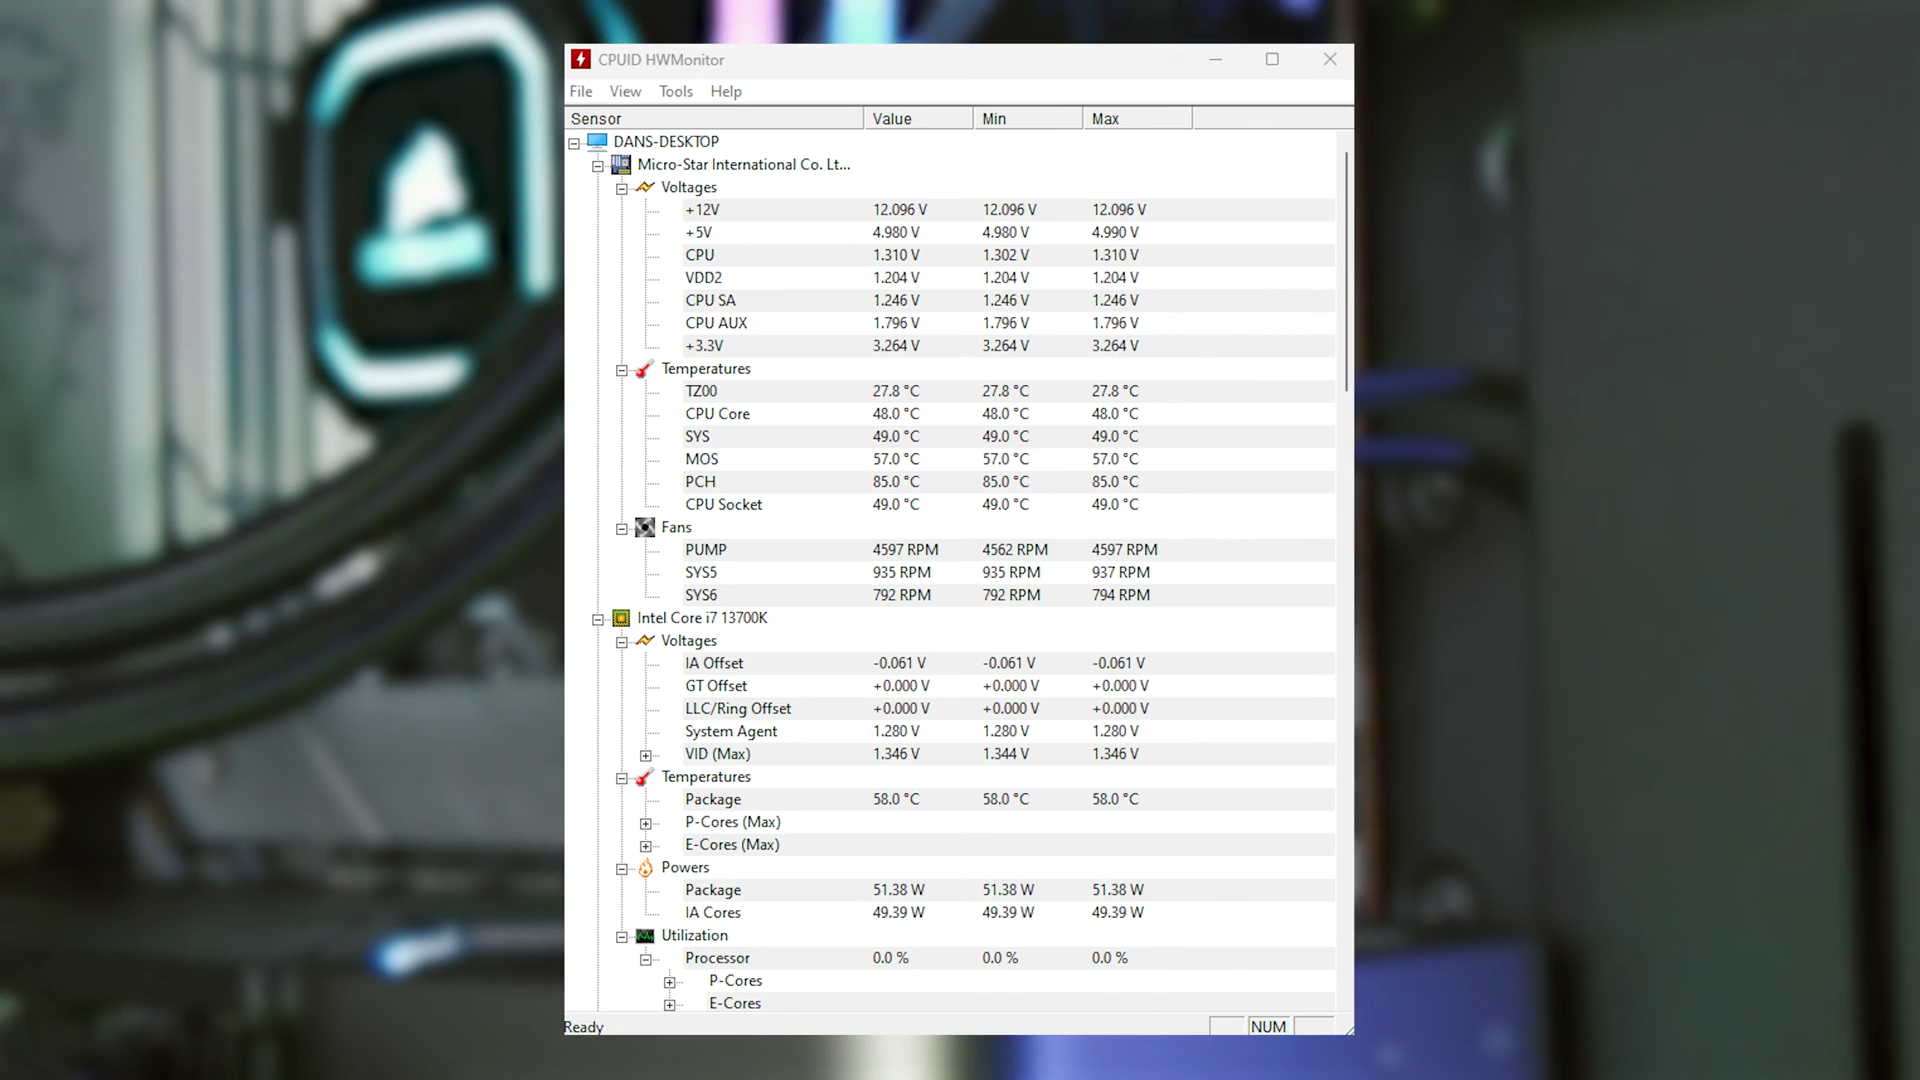 CPUID HWMonitor
File View Tools Help
Sensor Value Min Max
DANS-DESKTOP
Micro-Star International Co. Lt...
Voltages
+12V 12.096 V 12.096 V 12.096 V
+5V 4.980 V 4.980 V 4.990 V
CPU 1.310 V 1.302 V 1.310 V
VDD2 1.204 V 1.204 V 1.204 V
CPU SA 1.246 V 1.246 V 1.246 V
CPU AUX 1.796 V 1.796 V 1.796 V
+3.3V 3.264 V 3.264 V 3.264 V
Temperatures
TZ00 27.8 °C 27.8 °C 27.8 °C
CPU Core 48.0 °C 48.0 °C 48.0 °C
SYS 49.0 °C 49.0 °C 49.0 °C
MOS 57.0 °C 57.0 °C 57.0 °C
PCH 85.0 °C 85.0 °C 85.0 °C
CPU Socket 49.0 °C 49.0 °C 49.0 °C
Fans
PUMP 4597 RPM 4562 RPM 4597 RPM
SYS5 935 RPM 935 RPM 937 RPM
SYS6 792 RPM 792 RPM 794 RPM
Intel Core i7 13700K
Voltages
IA Offset -0.061 V -0.061 V -0.061 V
GT Offset +0.000 V +0.000 V +0.000 V
LLC/Ring Offset +0.000 V +0.000 V +0.000 V
System Agent 1.280 V 1.280 V 1.280 V
VID (Max) 1.346 V 1.344 V 1.346 V
Temperatures
Package 58.0 °C 58.0 °C 58.0 °C
P-Cores (Max)
E-Cores (Max)
Powers
Package 51.38 W 51.38 W 51.38 W
IA Cores 49.39 W 49.39 W 49.39 W
Utilization
Processor 0.0 % 0.0 % 0.0 %
P-Cores
E-Cores
Ready NUM